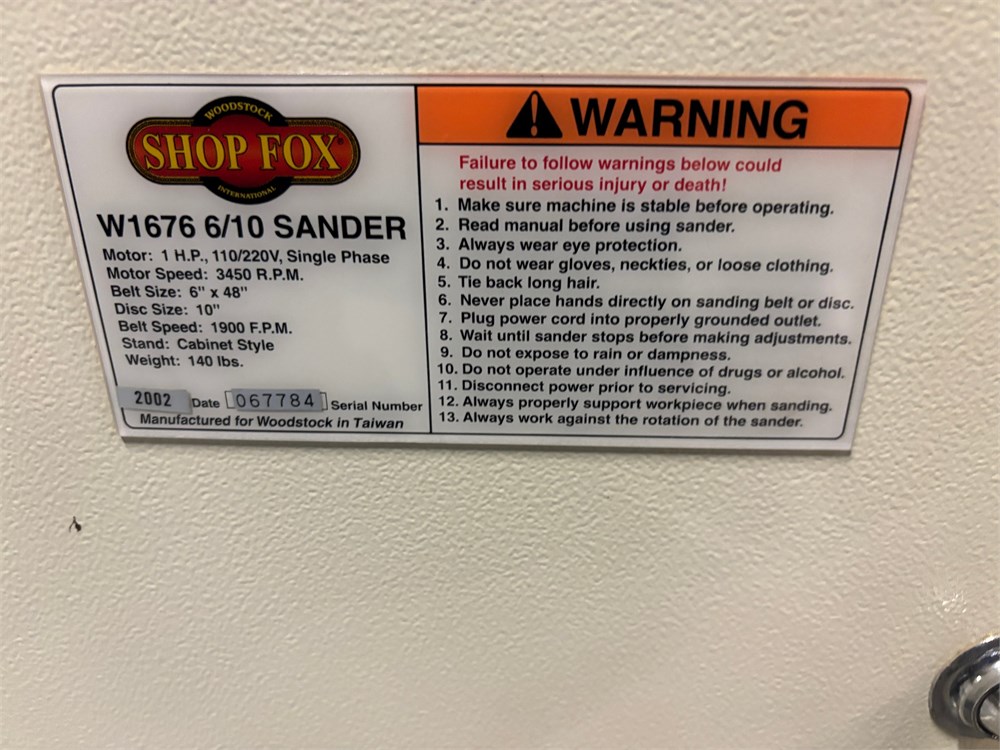 WOODSTOCK
SHOP FOX®
INTERNATIONAL
W1676 6/10 SANDER
Motor: 1 H.P., 110/220V, Single Phase
Motor Speed: 3450 R.P.M.
Belt Size: 6" x 48"
Disc Size: 10"
Belt Speed: 1900 F.P.M.
Stand: Cabinet Style
Weight: 140 lbs.
2002 Date 067784 Serial Number
Manufactured for Woodstock in Taiwan
WARNING
Failure to follow warnings below could
result in serious injury or death!
1. Make sure machine is stable before operating.
2. Read manual before using sander.
3. Always wear eye protection.
4. Do not wear gloves, neckties, or loose clothing.
5. Tie back long hair.
6. Never place hands directly on sanding belt or disc.
7. Plug power cord into properly grounded outlet.
8. Wait until sander stops before making adjustments.
9. Do not expose to rain or dampness.
10. Do not operate under influence of drugs or alcohol.
11. Disconnect power prior to servicing.
12. Always properly support workpiece when sanding.
13. Always work against the rotation of the sander.